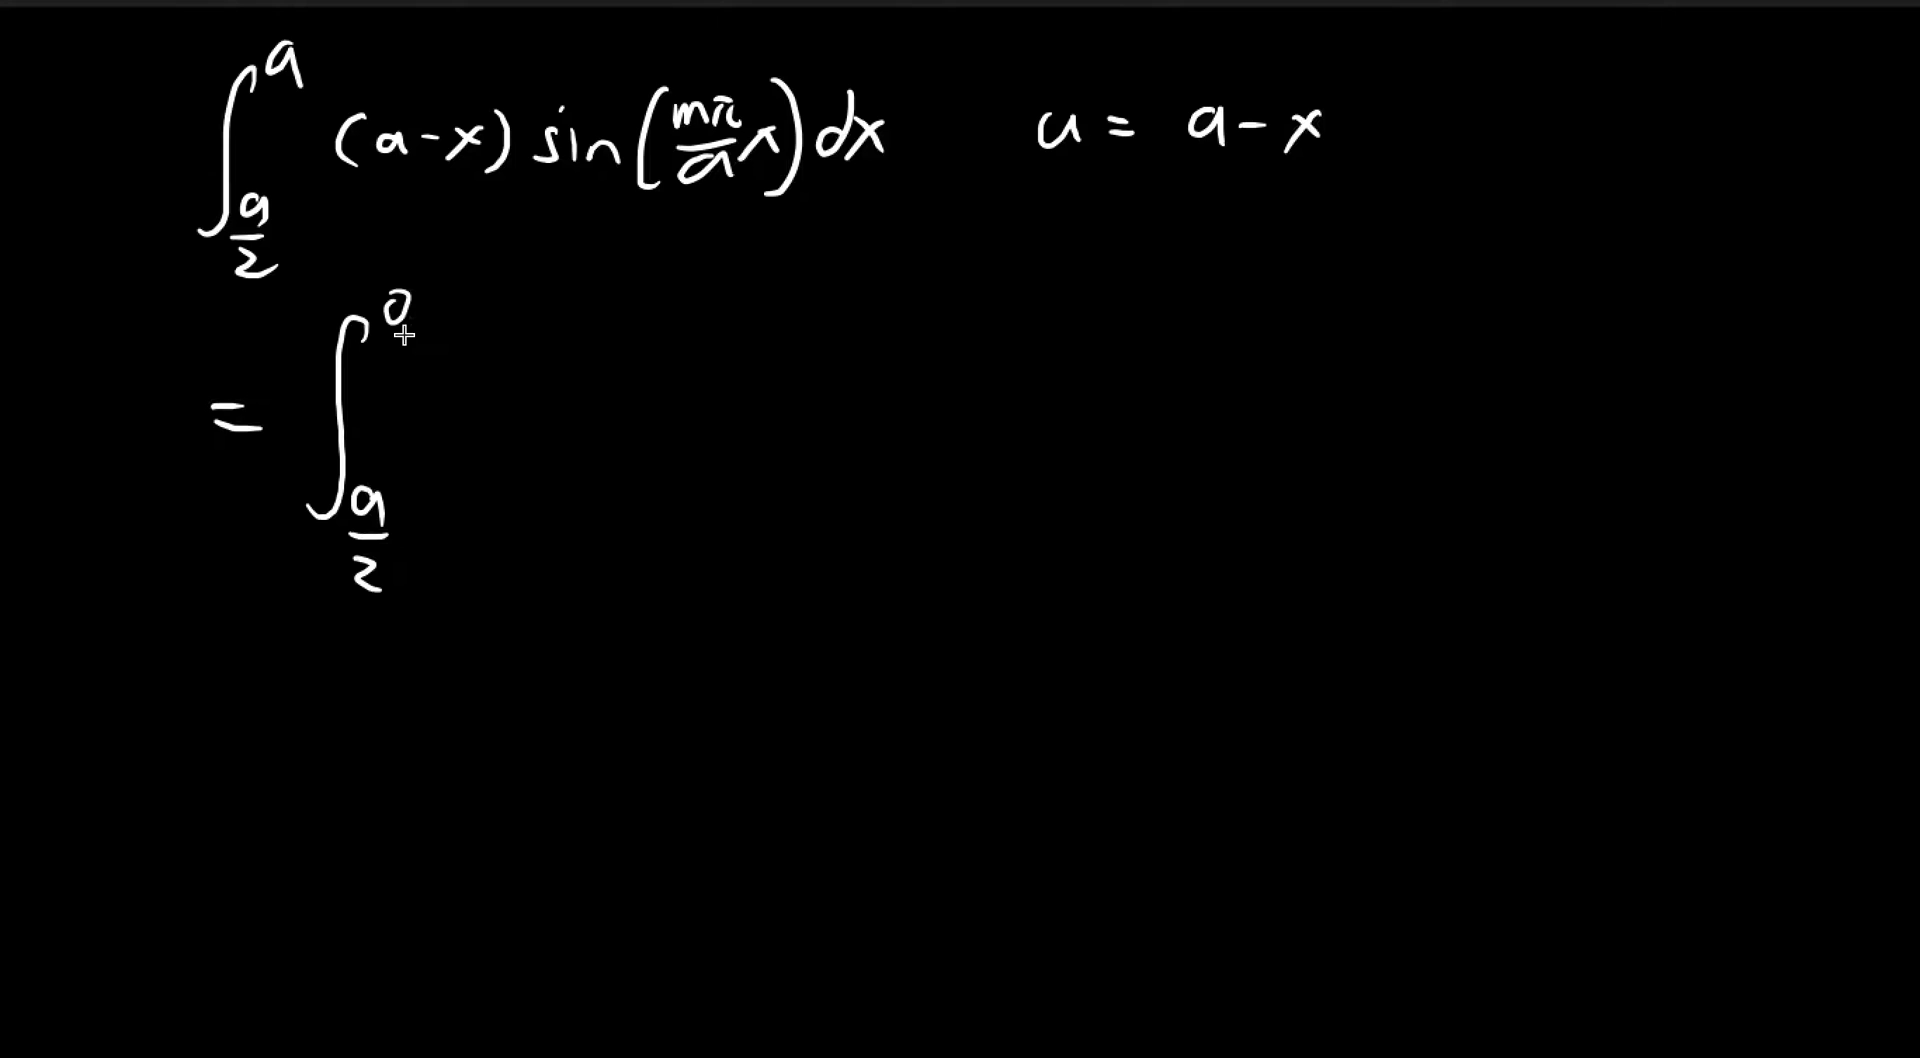 ∫_{a/2}^{a} (a-x) sin(mπ/a x) dx    u = a - x
= ∫_{a/2}^{0}